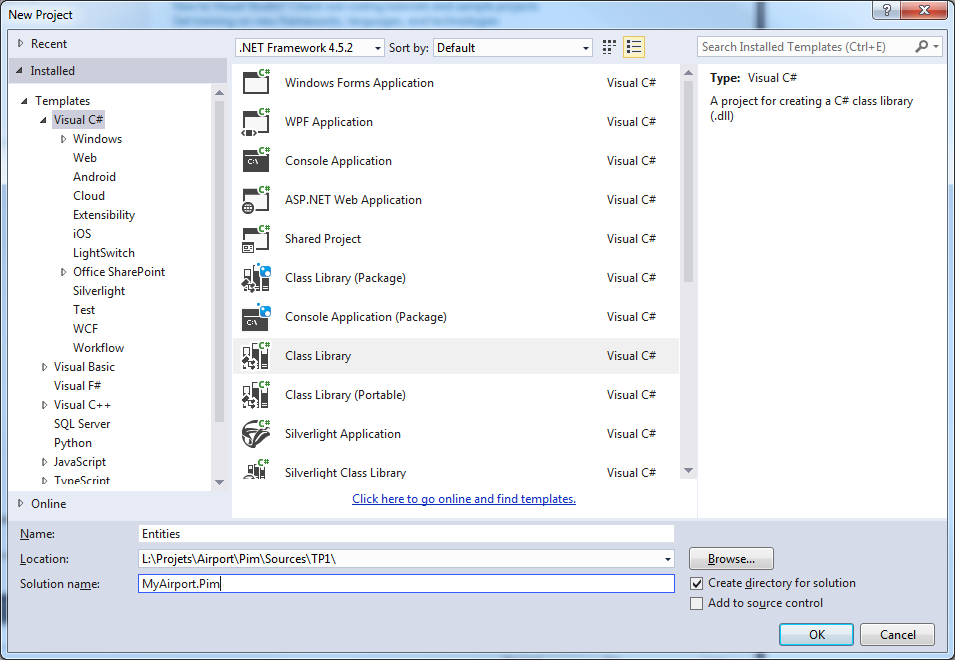 New Project
Recent
Installed
Templates
Visual C#
Windows
Web
Android
Cloud
Extensibility
iOS
LightSwitch
Office SharePoint
Silverlight
Test
WCF
Workflow
Visual Basic
Visual F#
Visual C++
SQL Server
Python
JavaScript
TypeScript
Online
.NET Framework 4.5.2 Sort by: Default
Windows Forms Application Visual C#
WPF Application Visual C#
Console Application Visual C#
ASP.NET Web Application Visual C#
Shared Project Visual C#
Class Library (Package) Visual C#
Console Application (Package) Visual C#
Class Library Visual C#
Class Library (Portable) Visual C#
Silverlight Application Visual C#
Silverlight Class Library Visual C#
Click here to go online and find templates.
Search Installed Templates (Ctrl+E)
Type: Visual C#
A project for creating a C# class library
(.dll)
Name: Entities
Location: L:\Projets\Airport\Pim\Sources\TP1\
Browse...
Solution name: MyAirport.Pim
Create directory for solution
Add to source control
OK Cancel